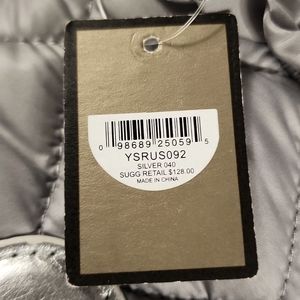 0 98689 25059 5
YSRUS092
SILVER 040
SUGG RETAIL $128.00
MADE IN CHINA